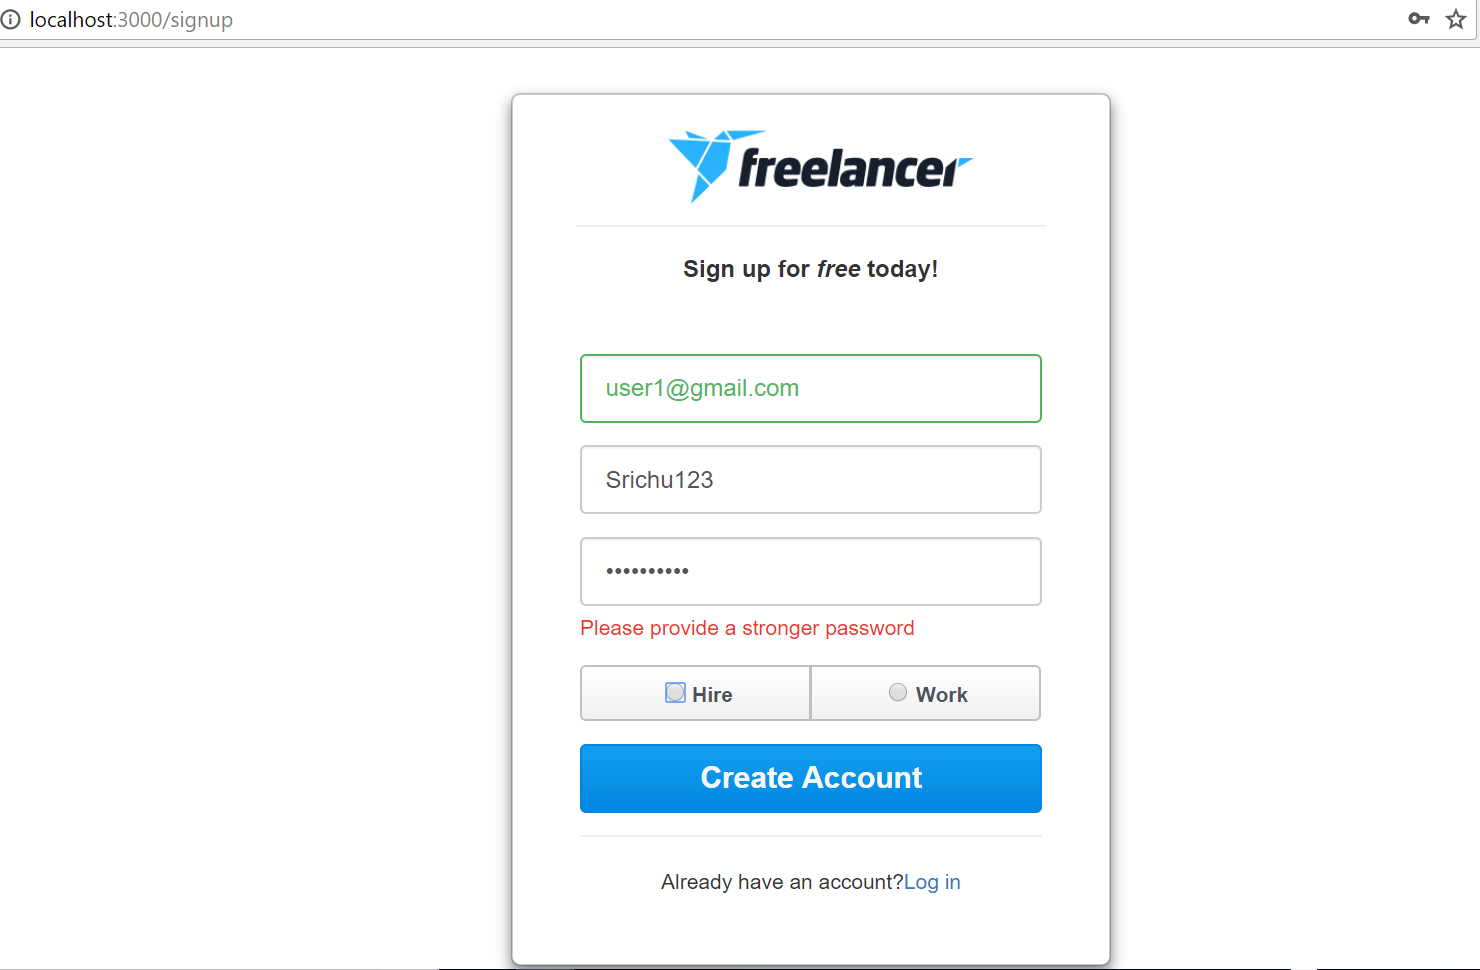 localhost:3000/signup
freelancer
Sign up for free today!
user1@gmail.com
Srichu123
••••••••••
Please provide a stronger password
Hire
Work
Create Account
Already have an account?Log in